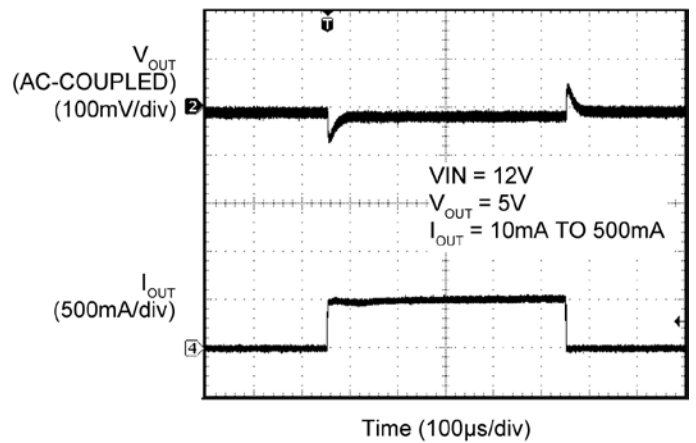 T
V_OUT
(AC-COUPLED)
(100mV/div)
2
VIN = 12V
V_OUT = 5V
I_OUT = 10mA TO 500mA
I_OUT
(500mA/div)
4
Time (100µs/div)